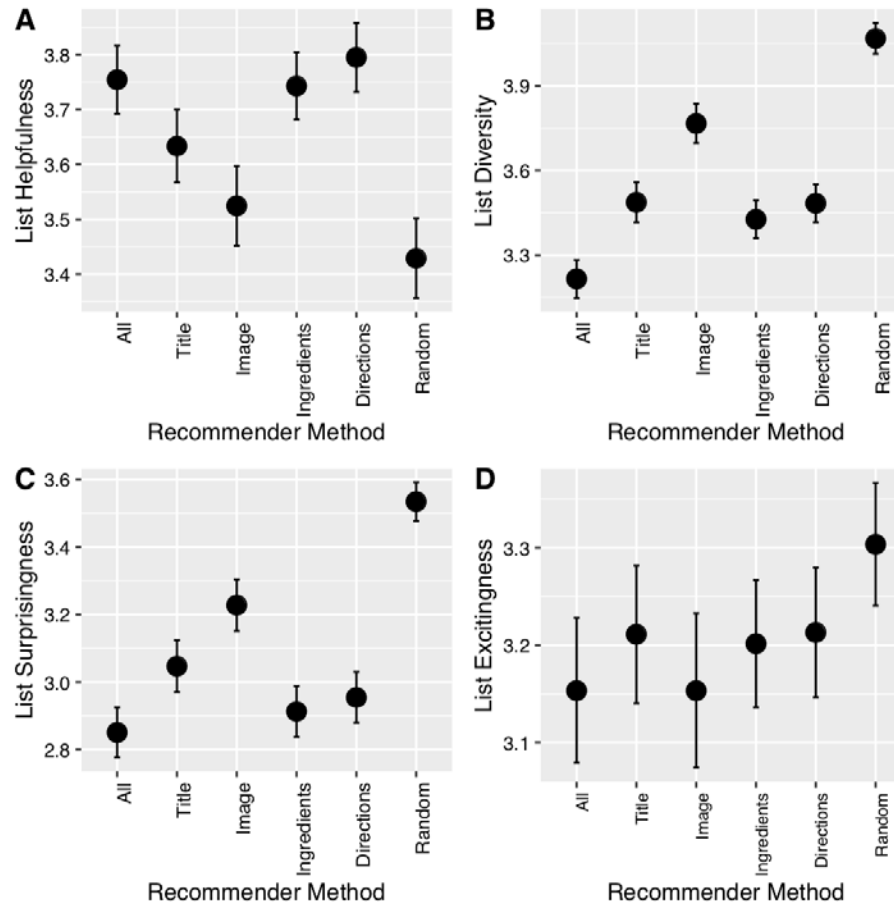 A
List Helpfulness
3.8
3.7
3.6
3.5
3.4
All
Title
Image
Ingredients
Directions
Random
Recommender Method
B
List Diversity
3.9
3.6
3.3
All
Title
Image
Ingredients
Directions
Random
Recommender Method
C
List Surprisingness
3.6
3.4
3.2
3.0
2.8
All
Title
Image
Ingredients
Directions
Random
Recommender Method
D
List Excitingness
3.3
3.2
3.1
All
Title
Image
Ingredients
Directions
Random
Recommender Method